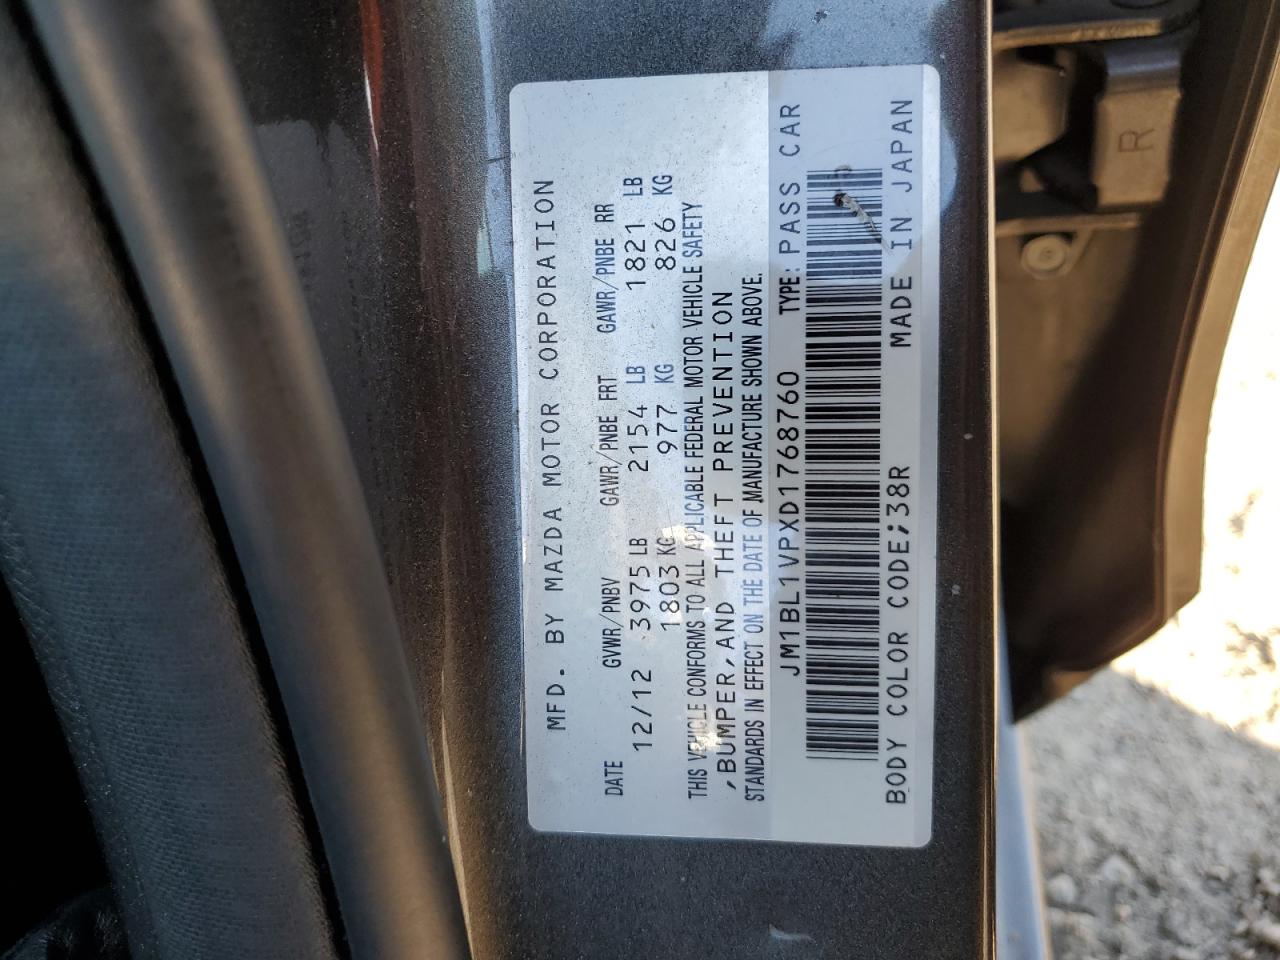 MFD. BY MAZDA MOTOR CORPORATION
DATE GVWR/PNBV GAWR/PNBE FRT GAWR/PNBE RR
12/12 3975 LB 2154 LB 1821 LB
1803 KG 977 KG 826 KG
THIS VEHICLE CONFORMS TO ALL APPLICABLE FEDERAL MOTOR VEHICLE SAFETY
,BUMPER, AND THEFT PREVENTION
STANDARDS IN EFFECT ON THE DATE OF MANUFACTURE SHOWN ABOVE.
JM1BL1VPXD1768760 TYPE: PASS CAR
BODY COLOR CODE;38R MADE IN JAPAN
R